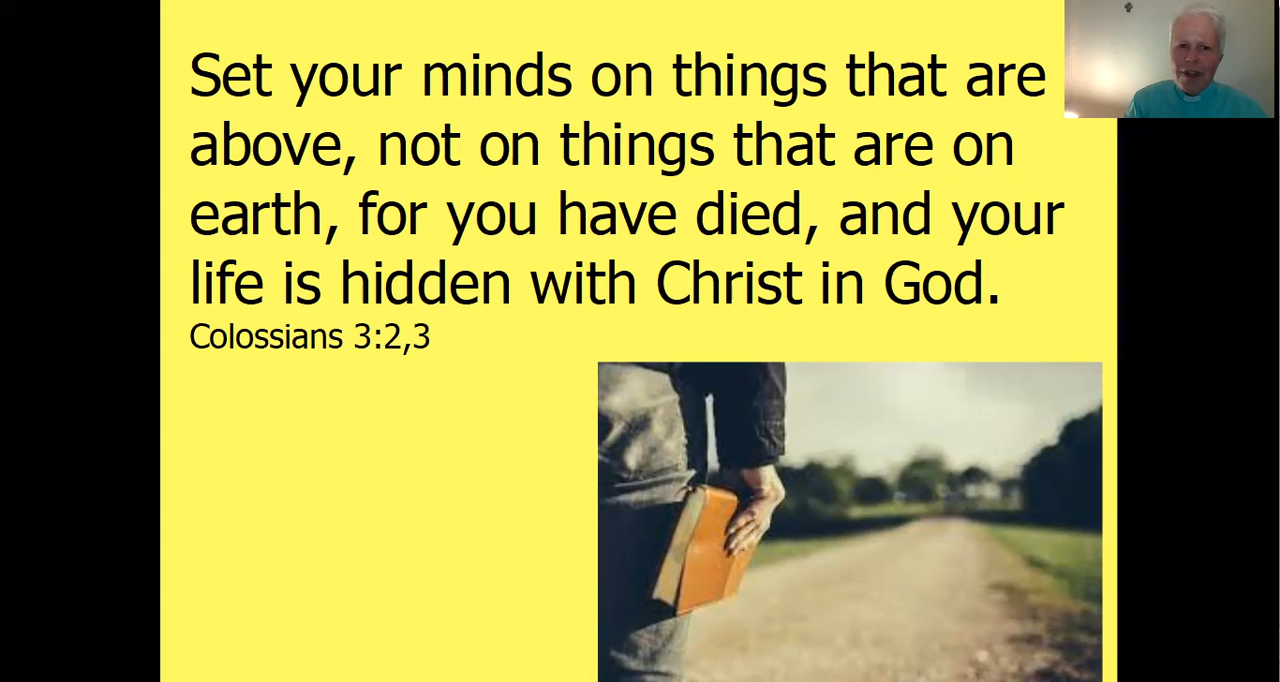 Set your minds on things that are
above, not on things that are on
earth, for you have died, and your
life is hidden with Christ in God.
Colossians 3:2,3